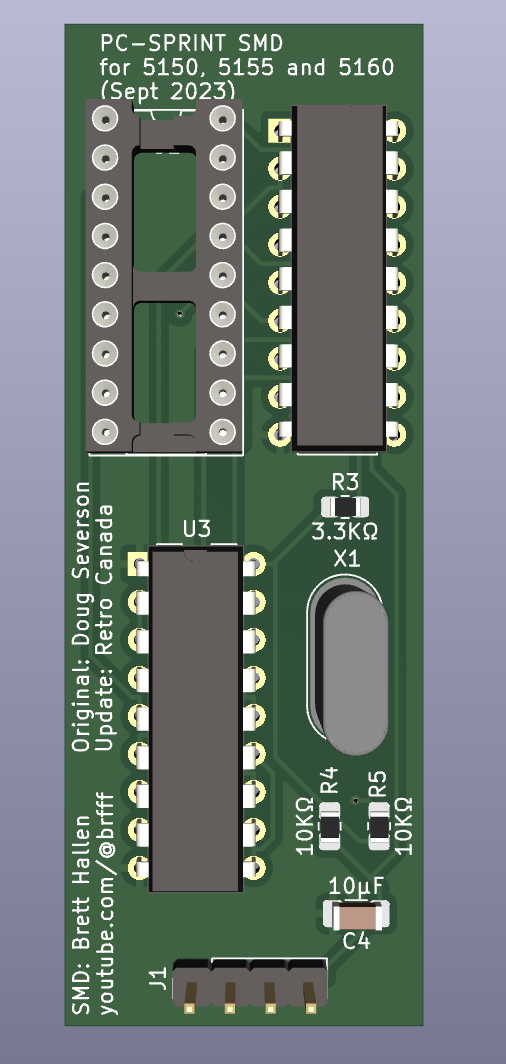 PC-SPRINT SMD
for 5150, 5155 and 5160
(Sept 2023)
R3
3.3KΩ
X1
U3
Original: Doug Severson
Update: Retro Canada
R4
R5
10KΩ
10KΩ
10µF
C4
SMD: Brett Hallen
youtube.com/@brfff
J1